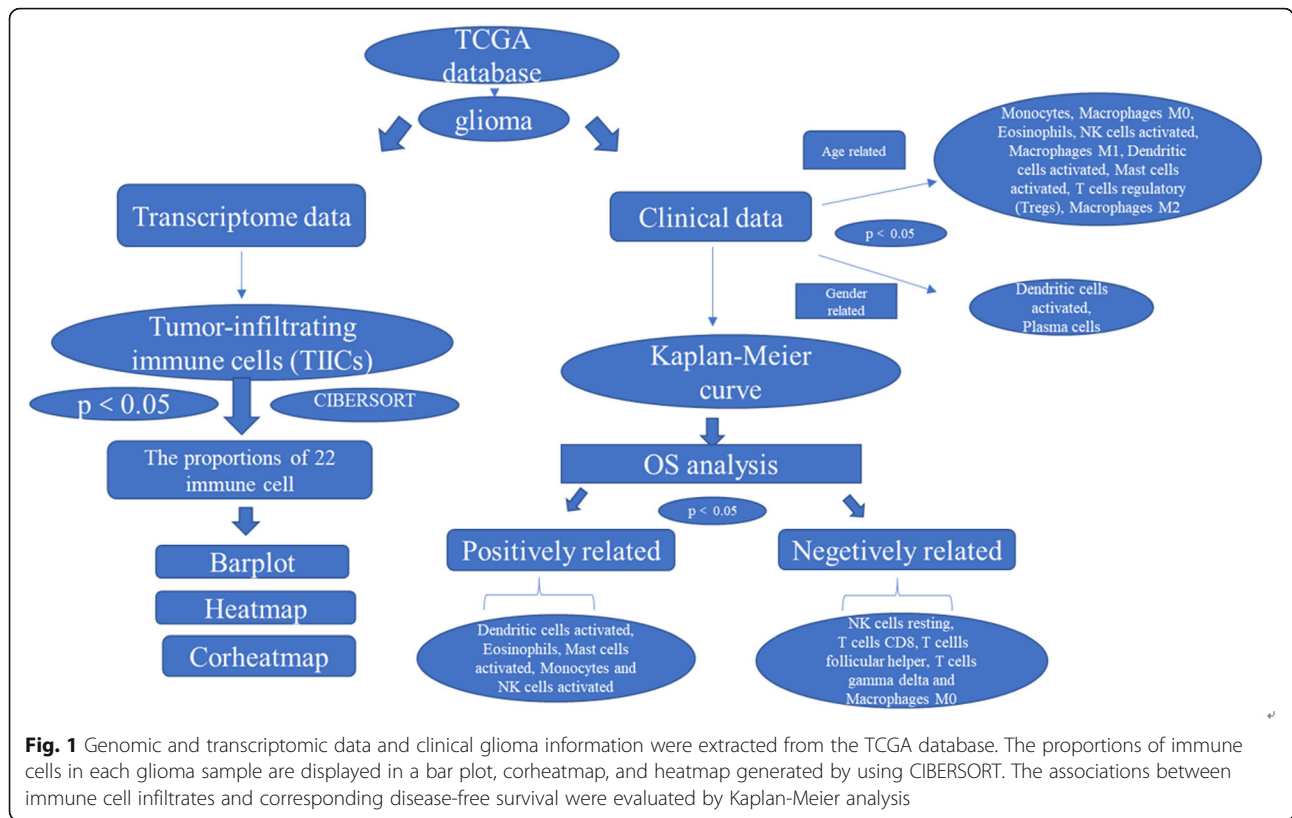 TCGA
database
glioma
Transcriptome data
Tumor-infiltrating
immune cells (TIICs)
p < 0.05
CIBERSORT
The proportions of 22
immune cell
Barplot
Heatmap
Corheatmap
Clinical data
Age related
Monocytes, Macrophages M0,
Eosinophils, NK cells activated,
Macrophages M1, Dendritic
cells activated, Mast cells
activated, T cells regulatory
(Tregs), Macrophages M2
p < 0.05
Gender
related
Dendritic cells
activated,
Plasma cells
Kaplan-Meier
curve
OS analysis
p < 0.05
Positively related
Dendritic cells activated,
Eosinophils, Mast cells
activated, Monocytes and
NK cells activated
Negetively related
NK cells resting,
T cells CD8, T cellls
follicular helper, T cells
gamma delta and
Macrophages M0
Fig. 1 Genomic and transcriptomic data and clinical glioma information were extracted from the TCGA database. The proportions of immune
cells in each glioma sample are displayed in a bar plot, corheatmap, and heatmap generated by using CIBERSORT. The associations between
immune cell infiltrates and corresponding disease-free survival were evaluated by Kaplan-Meier analysis